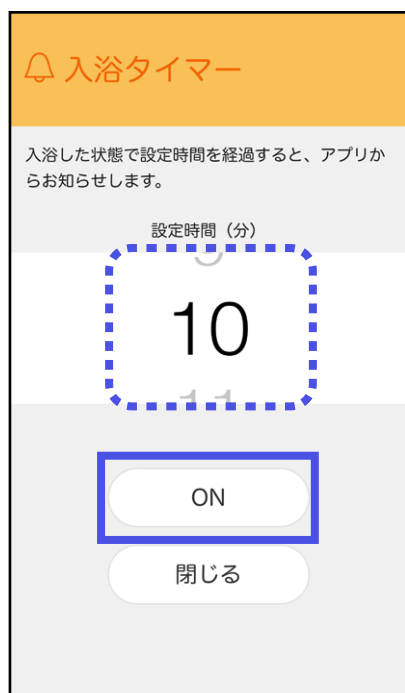 入浴タイマー
入浴した状態で設定時間を経過すると、アプリか
らお知らせします。
設定時間（分）
9
10
11
ON
閉じる